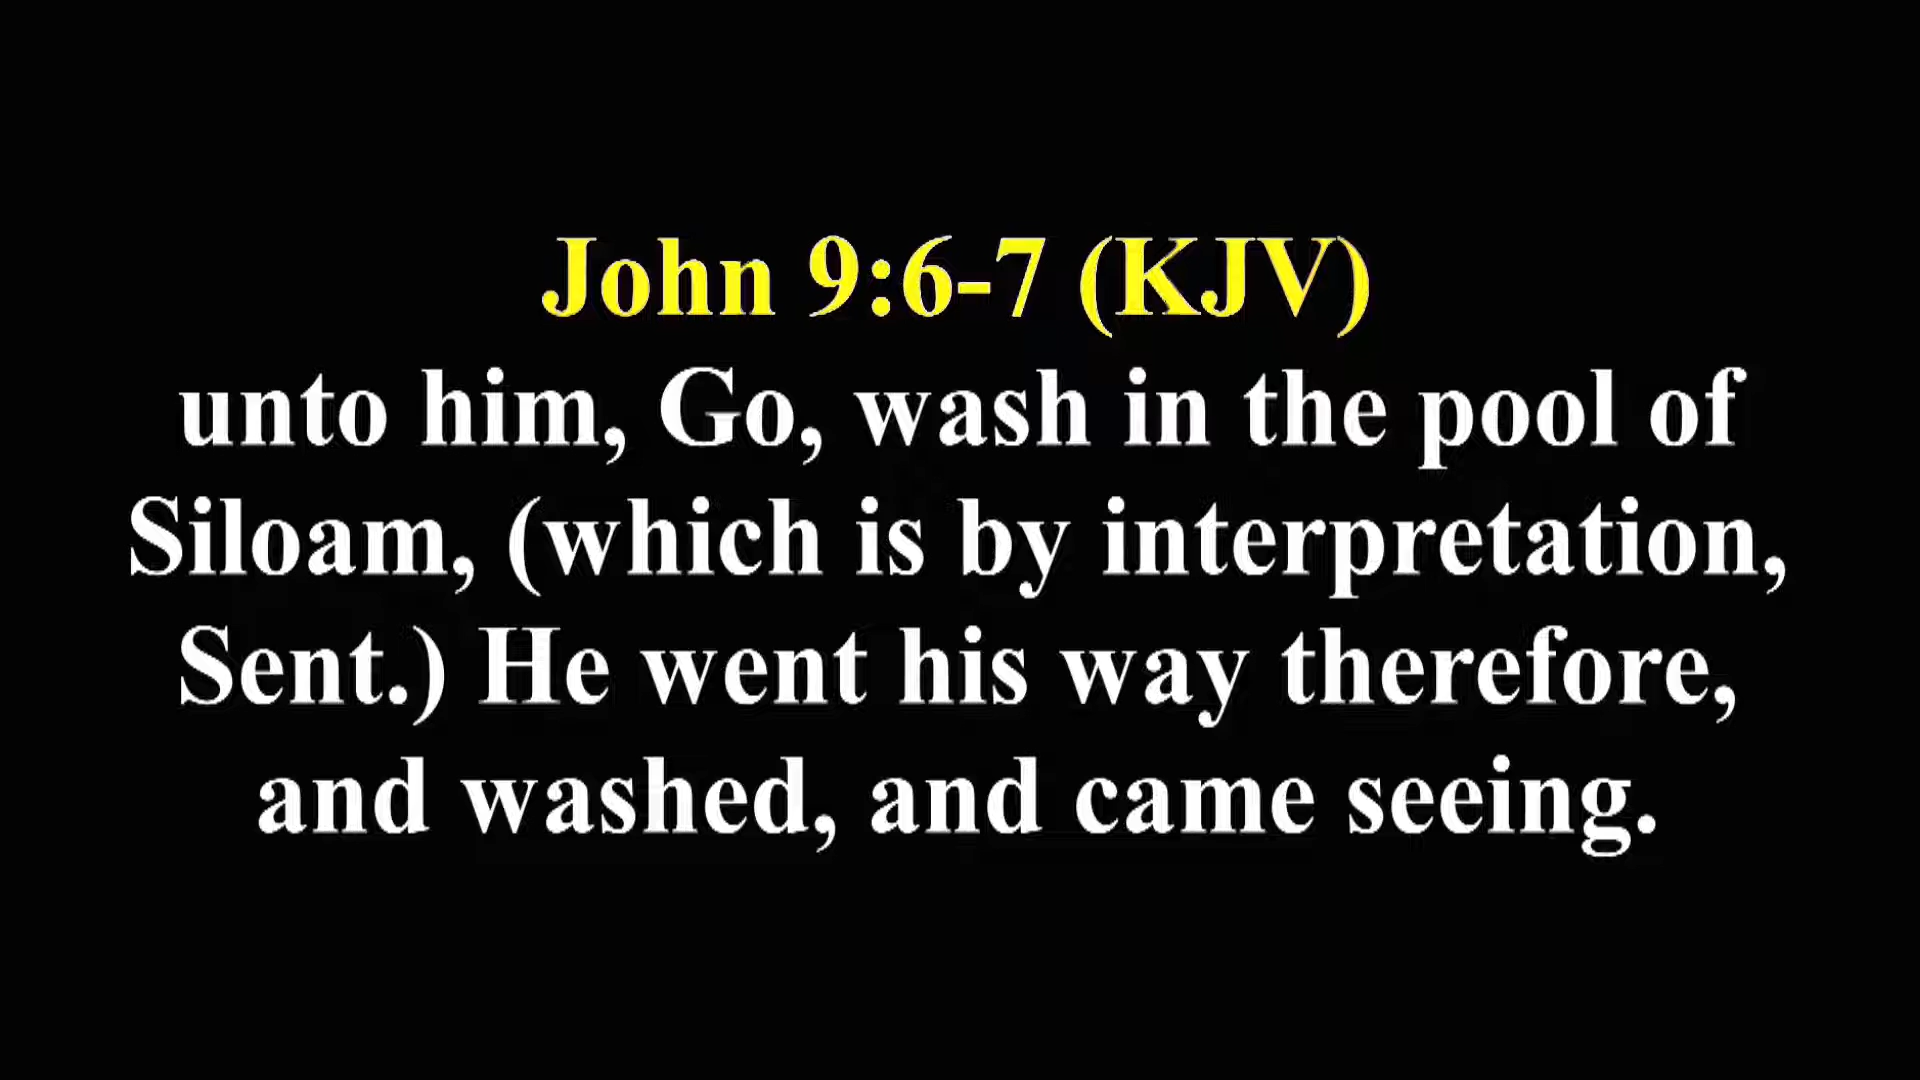 John 9:6-7 (KJV)
unto him, Go, wash in the pool of
Siloam, (which is by interpretation,
Sent.) He went his way therefore,
and washed, and came seeing.